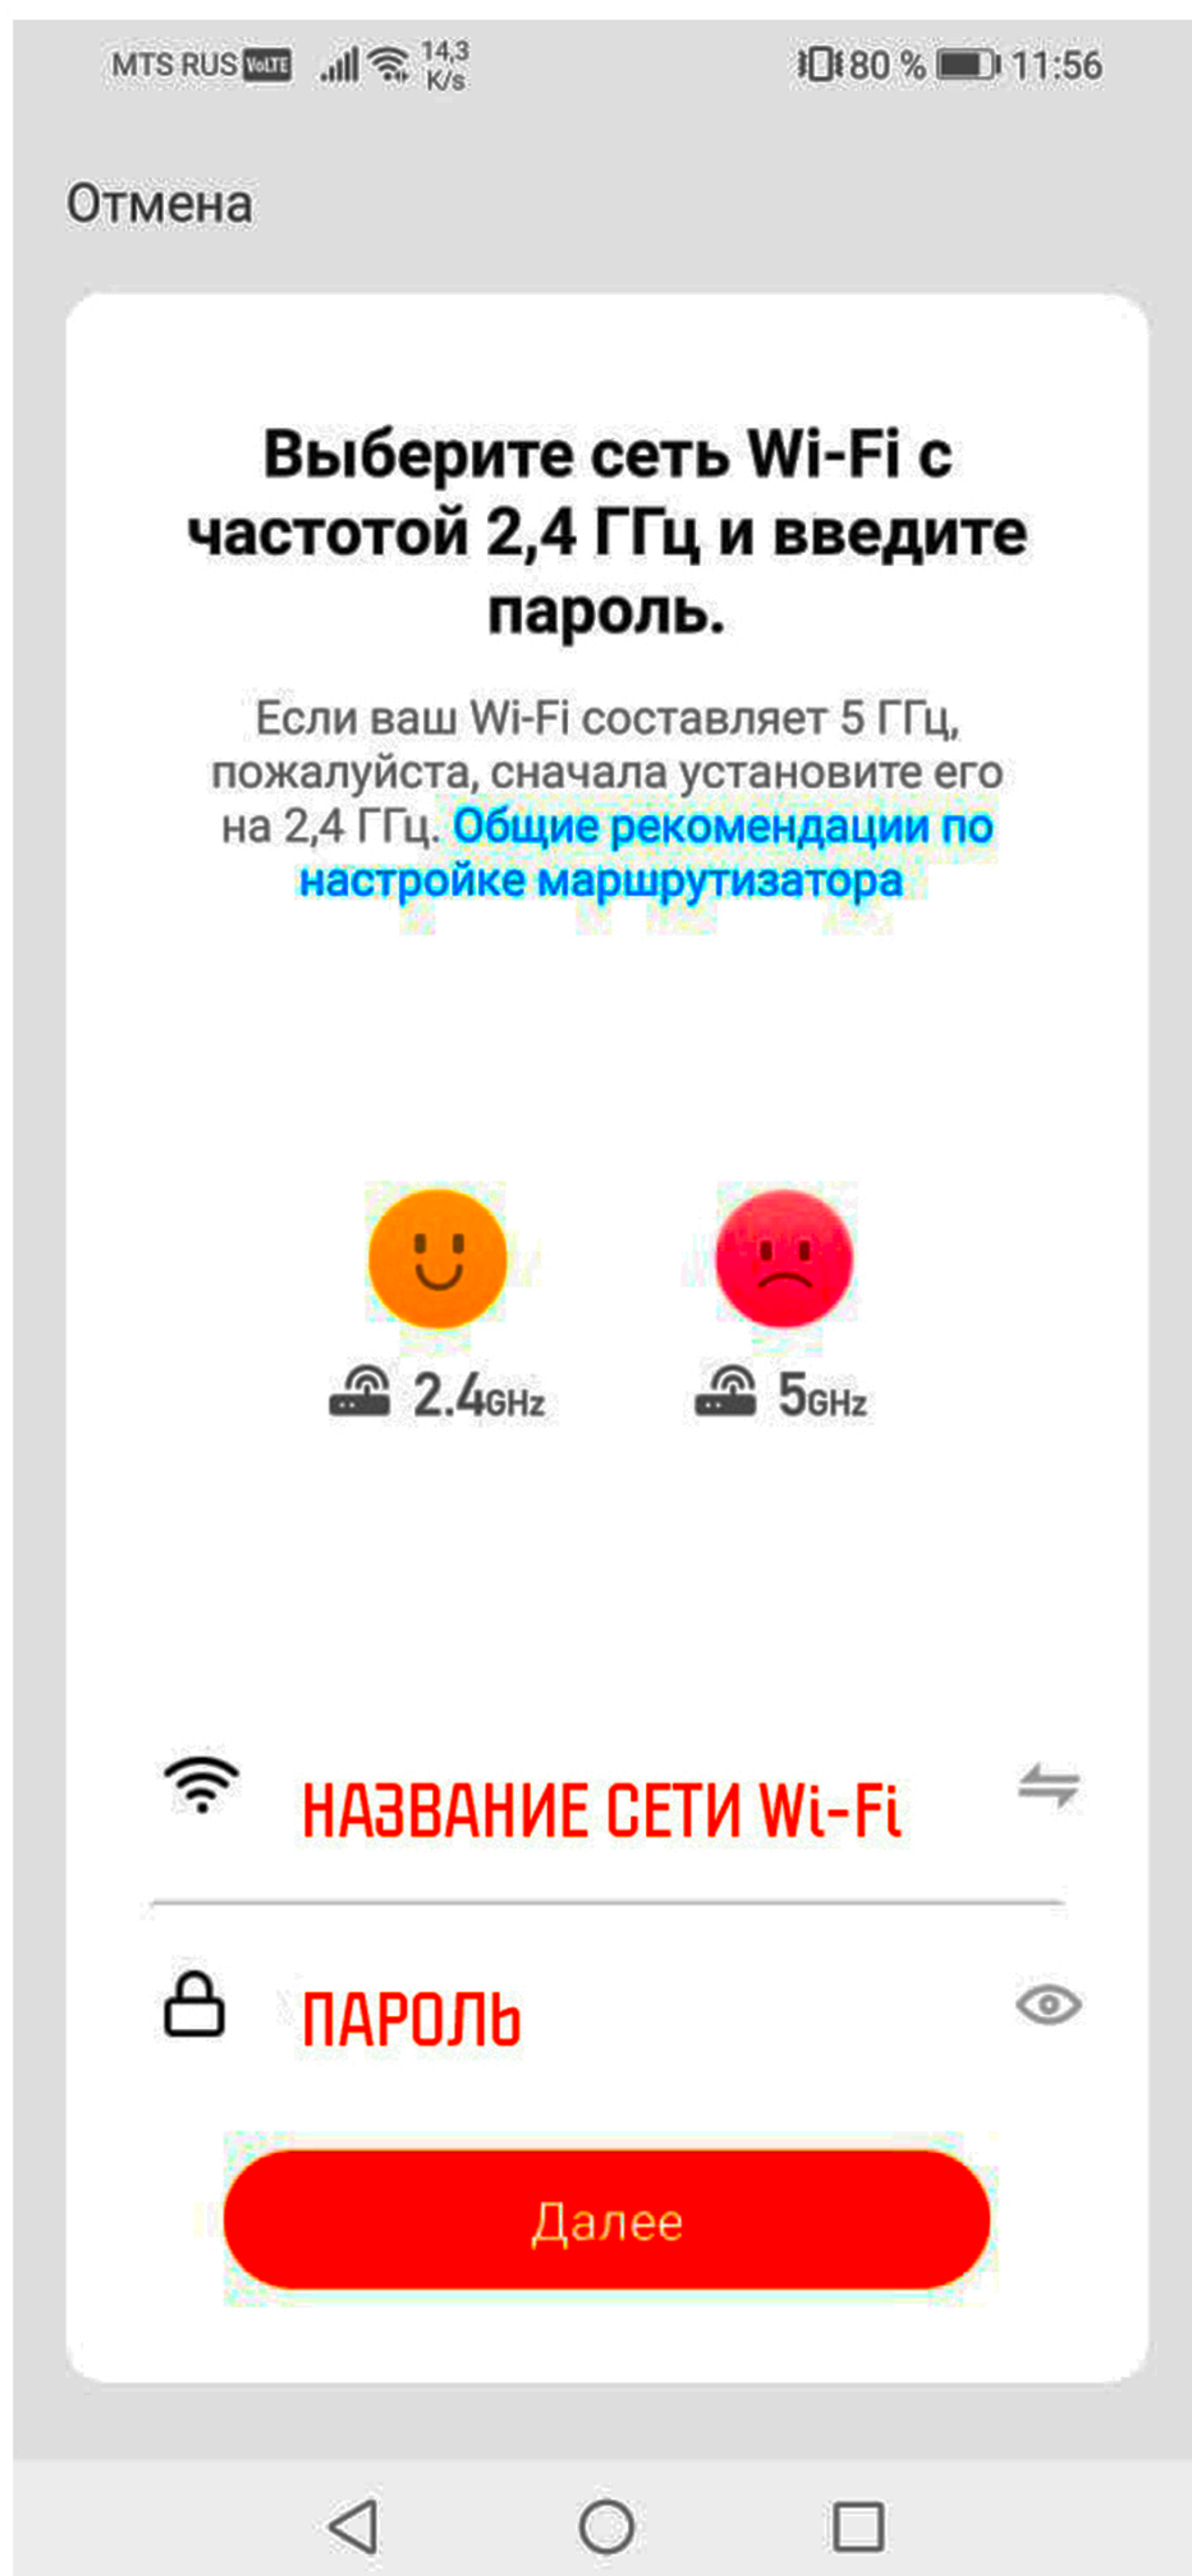 MTS RUS VoLTE 14,3 K/s 80 % 11:56
Отмена
Выберите сеть Wi-Fi с
частотой 2,4 ГГц и введите
пароль.
Если ваш Wi-Fi составляет 5 ГГц,
пожалуйста, сначала установите его
на 2,4 ГГц. Общие рекомендации по
настройке маршрутизатора
2.4GHz 5GHz
НАЗВАНИЕ СЕТИ Wi-Fi
ПАРОЛЬ
Далее